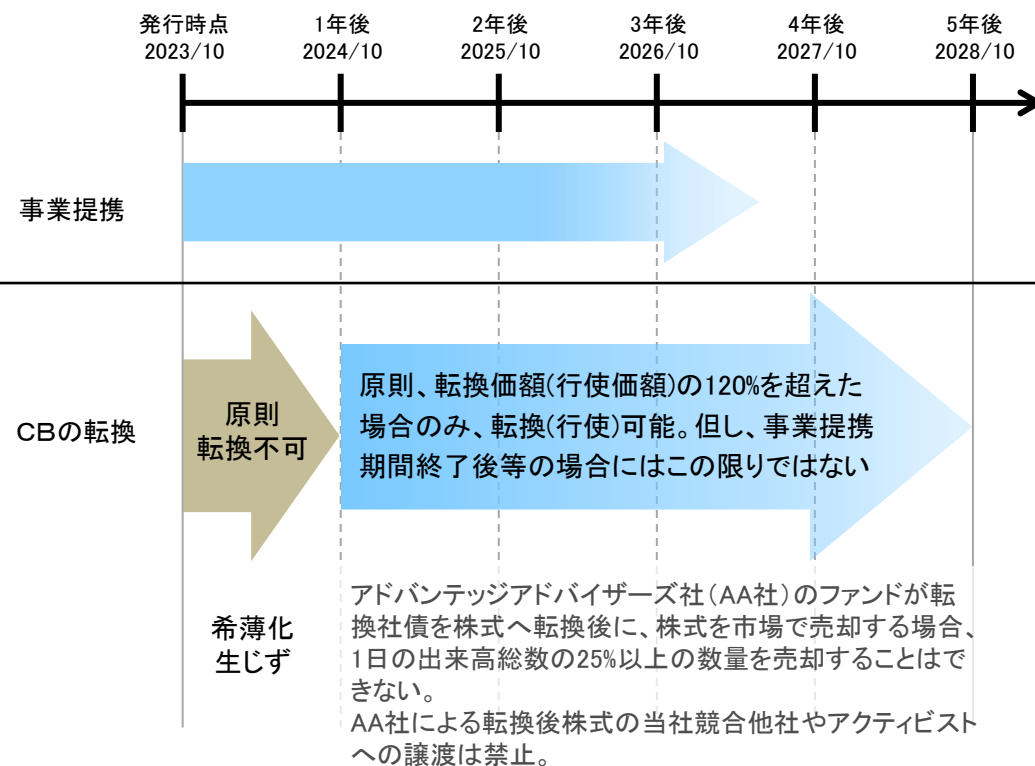 発行時点
2023/10
1年後
2024/10
2年後
2025/10
3年後
2026/10
4年後
2027/10
5年後
2028/10
事業提携
CBの転換
原則
転換不可
原則、転換価額(行使価額)の120%を超えた
場合のみ、転換(行使)可能。但し、事業提携
期間終了後等の場合にはこの限りではない
希薄化
生じず
アドバンテッジアドバイザーズ社(AA社)のファンドが転
換社債を株式へ転換後に、株式を市場で売却する場合、
1日の出来高総数の25%以上の数量を売却することはで
きない。
AA社による転換後株式の当社競合他社やアクティビスト
への譲渡は禁止。